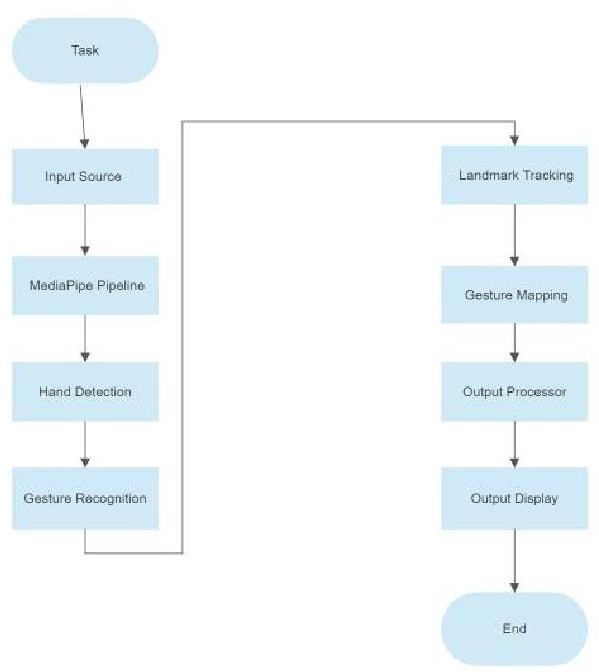 Task
Input Source
MediaPipe Pipeline
Hand Detection
Gesture Recognition
Landmark Tracking
Gesture Mapping
Output Processor
Output Display
End